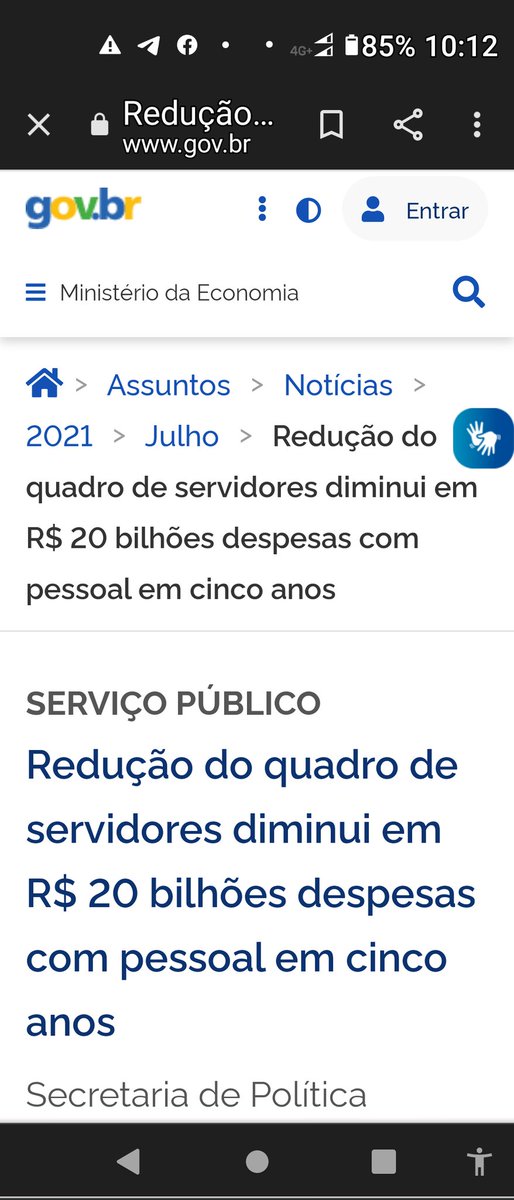 4G+ 85% 10:12
Redução...
www.gov.br
gov.br
Entrar
Ministério da Economia
> Assuntos > Notícias >
2021 > Julho > Redução do
quadro de servidores diminui em
R$ 20 bilhões despesas com
pessoal em cinco anos
SERVIÇO PÚBLICO
Redução do quadro de
servidores diminui em
R$ 20 bilhões despesas
com pessoal em cinco
anos
Secretaria de Política